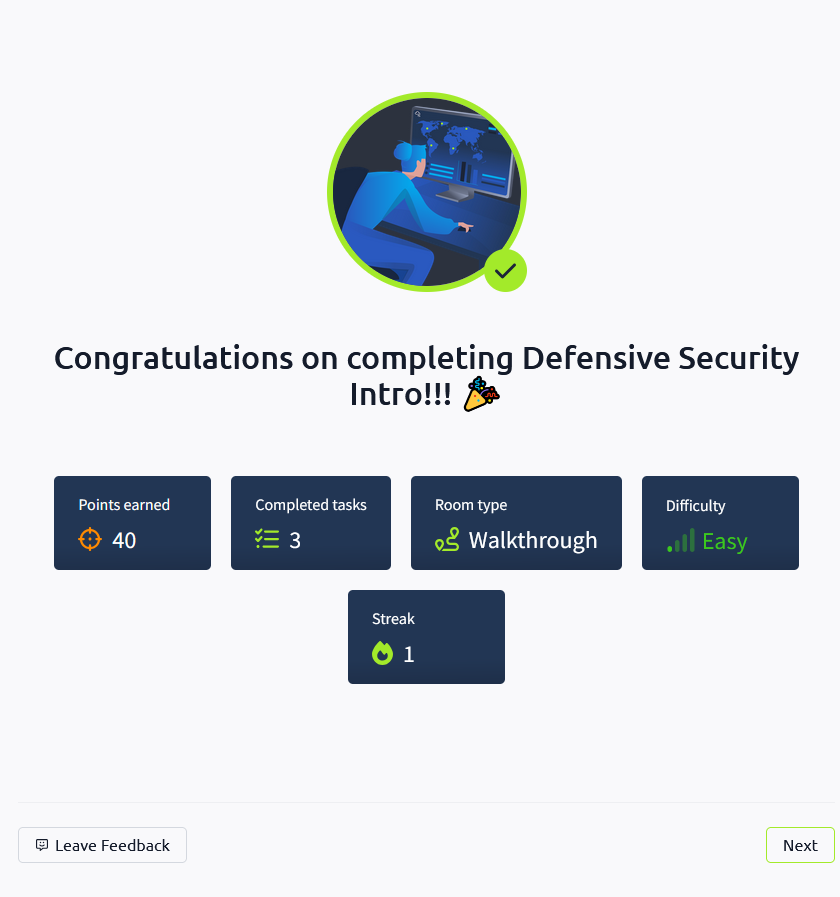 Congratulations on completing Defensive Security
Intro!!! 🎉
Points earned
40
Completed tasks
3
Room type
Walkthrough
Difficulty
Easy
Streak
1
Leave Feedback
Next